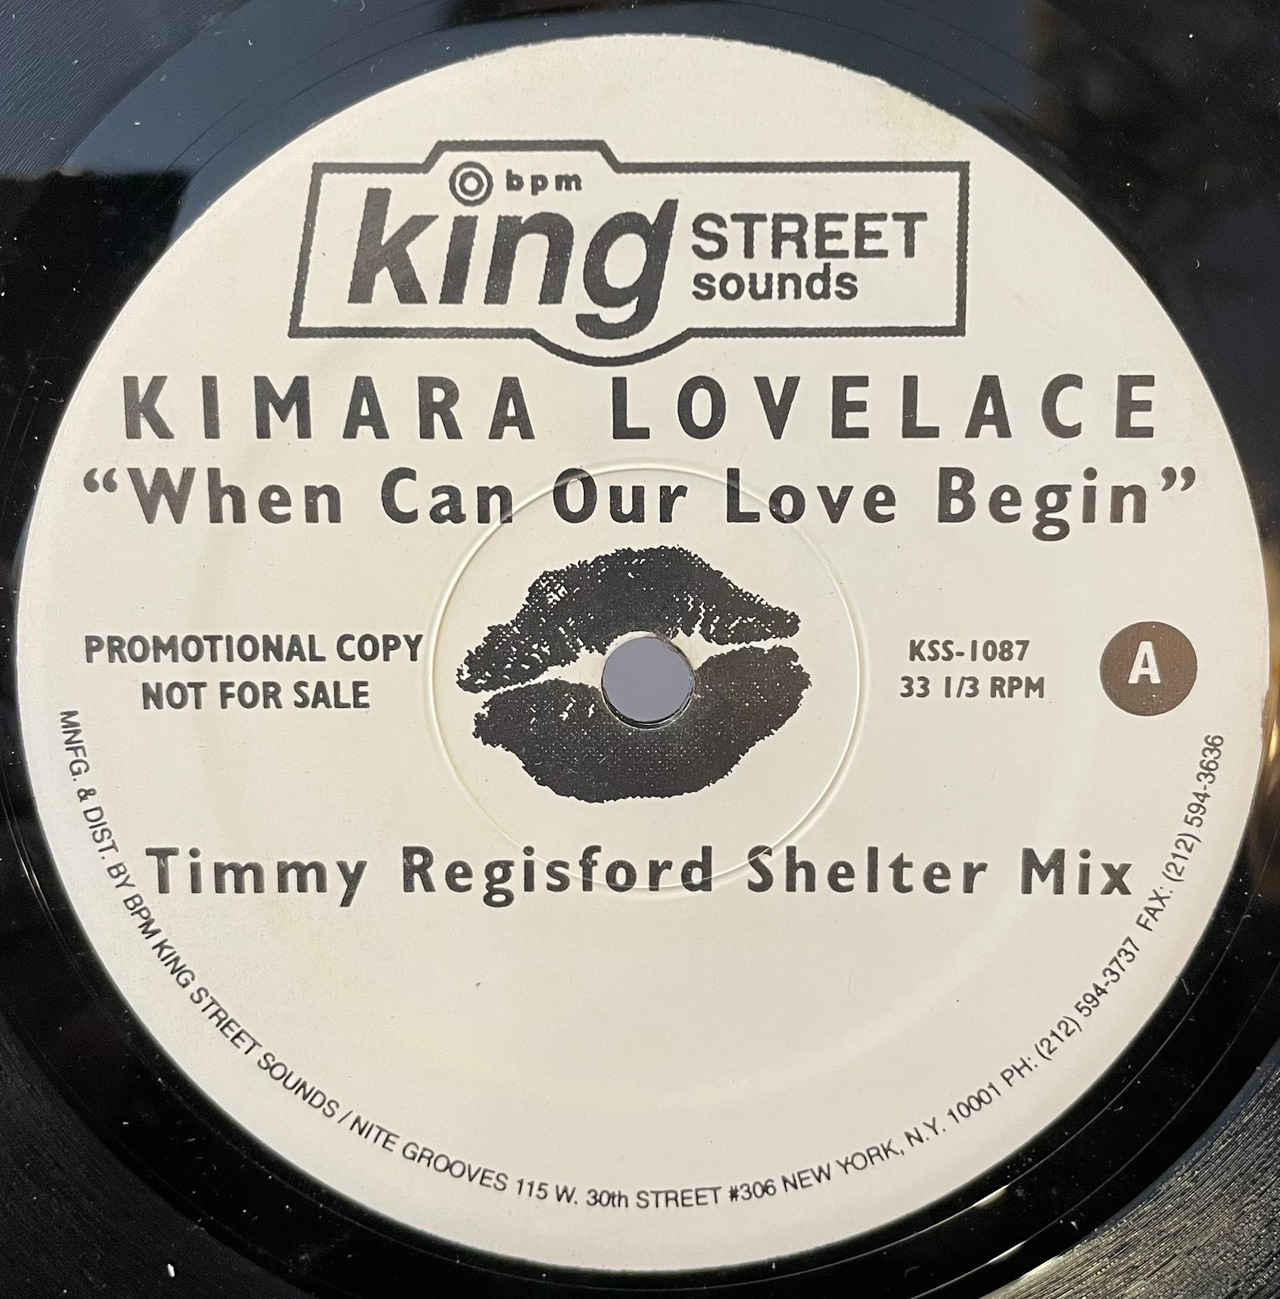 bpm
king STREET
sounds
KIMARA LOVELACE
“When Can Our Love Begin”
PROMOTIONAL COPY
NOT FOR SALE
KSS-1087
33 1/3 RPM
A
Timmy Regisford Shelter Mix
MNFG. & DIST. BY BPM KING STREET SOUNDS / NITE GROOVES 115 W. 30th STREET #306 NEW YORK, N.Y. 10001 PH: (212) 594-3737 FAX: (212) 594-3636